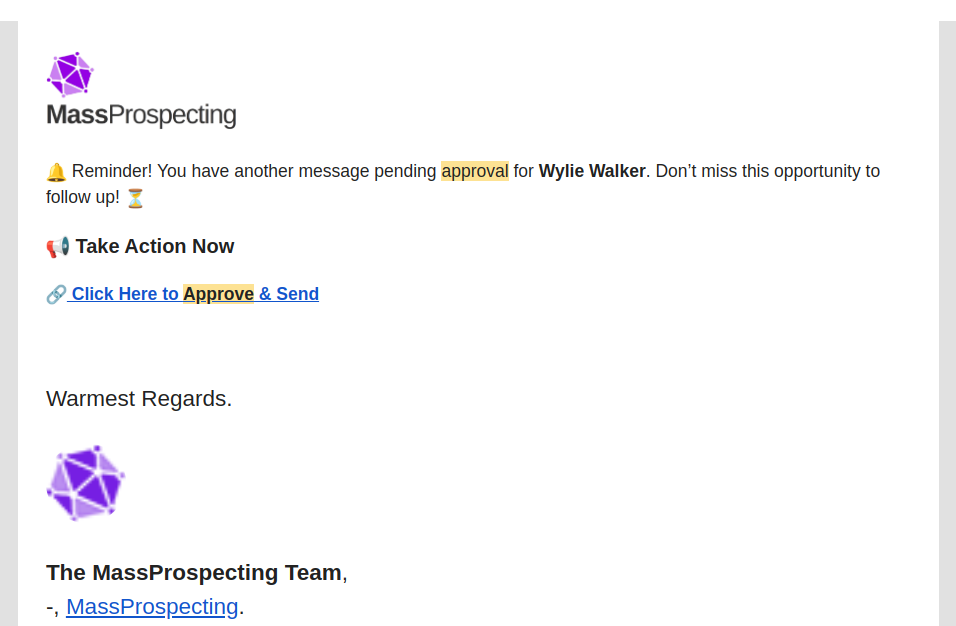 MassProspecting
🔔 Reminder! You have another message pending approval for Wylie Walker. Don’t miss this opportunity to
follow up! ⏳
📢 Take Action Now
🔗 Click Here to Approve & Send
Warmest Regards.
The MassProspecting Team,
-, MassProspecting.